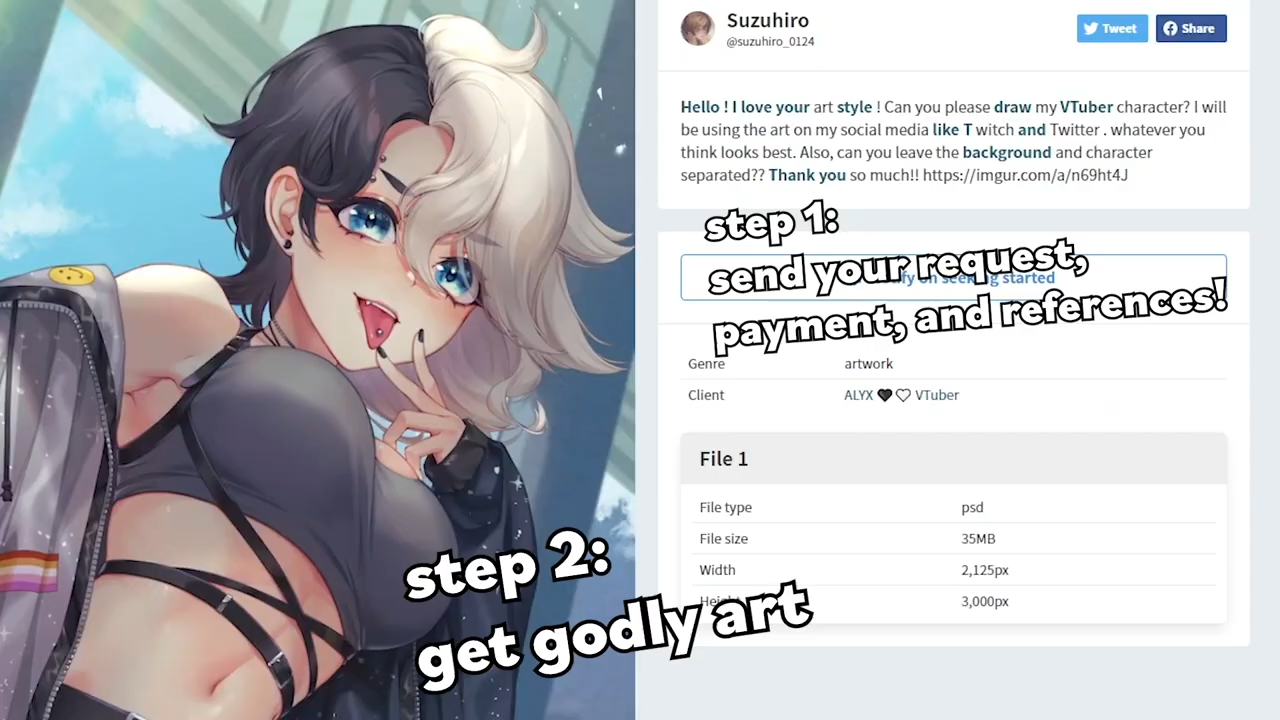 Suzuhiro
@suzuhiro_0124
Tweet
Share
Hello ! I love your art style ! Can you please draw my VTuber character? I will
be using the art on my social media like T witch and Twitter . whatever you
think looks best. Also, can you leave the background and character
separated?? Thank you so much!! https://imgur.com/a/n69ht4J
step 1:
send your request,
payment, and references!
started
Genre artwork
Client ALYX 🖤🤍 VTuber
File 1
File type psd
File size 35MB
Width 2,125px
Height 3,000px
step 2:
get godly art